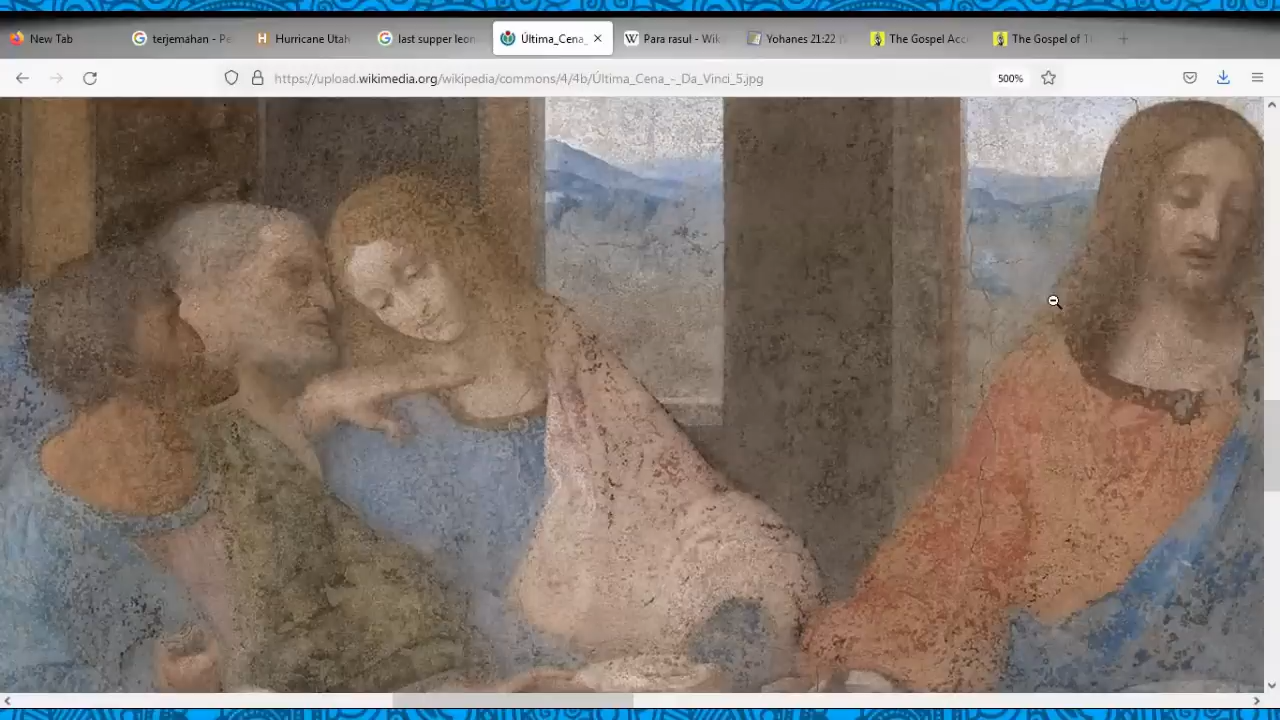 New Tab
terjemahan - Pe
Hurricane Utah
last supper leon
Última_Cena_
Para rasul - Wik
Yohanes 21:22
The Gospel Acc
The Gospel of T
https://upload.wikimedia.org/wikipedia/commons/4/4b/Última_Cena_-_Da_Vinci_5.jpg
500%